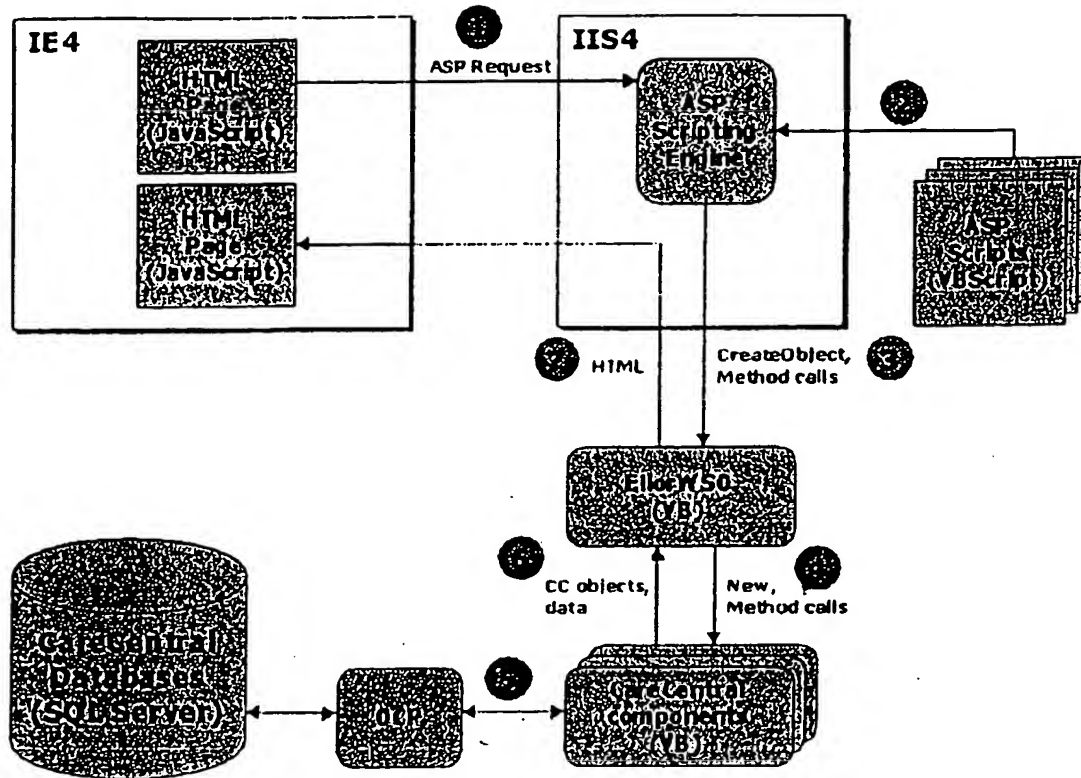 IE4
HTML
Page
(JavaScript)
HTML
Page
(JavaScript)
ASP Request
IIS4
ASP
Scripting
Engine
ASP
Scripts
(VBScript)
HTML
CreateObject,
Method calls
(VB)
CC objects,
data
New,
Method calls
CareCentral
Database
(SQL Server)
CareCentral
components
(VB)